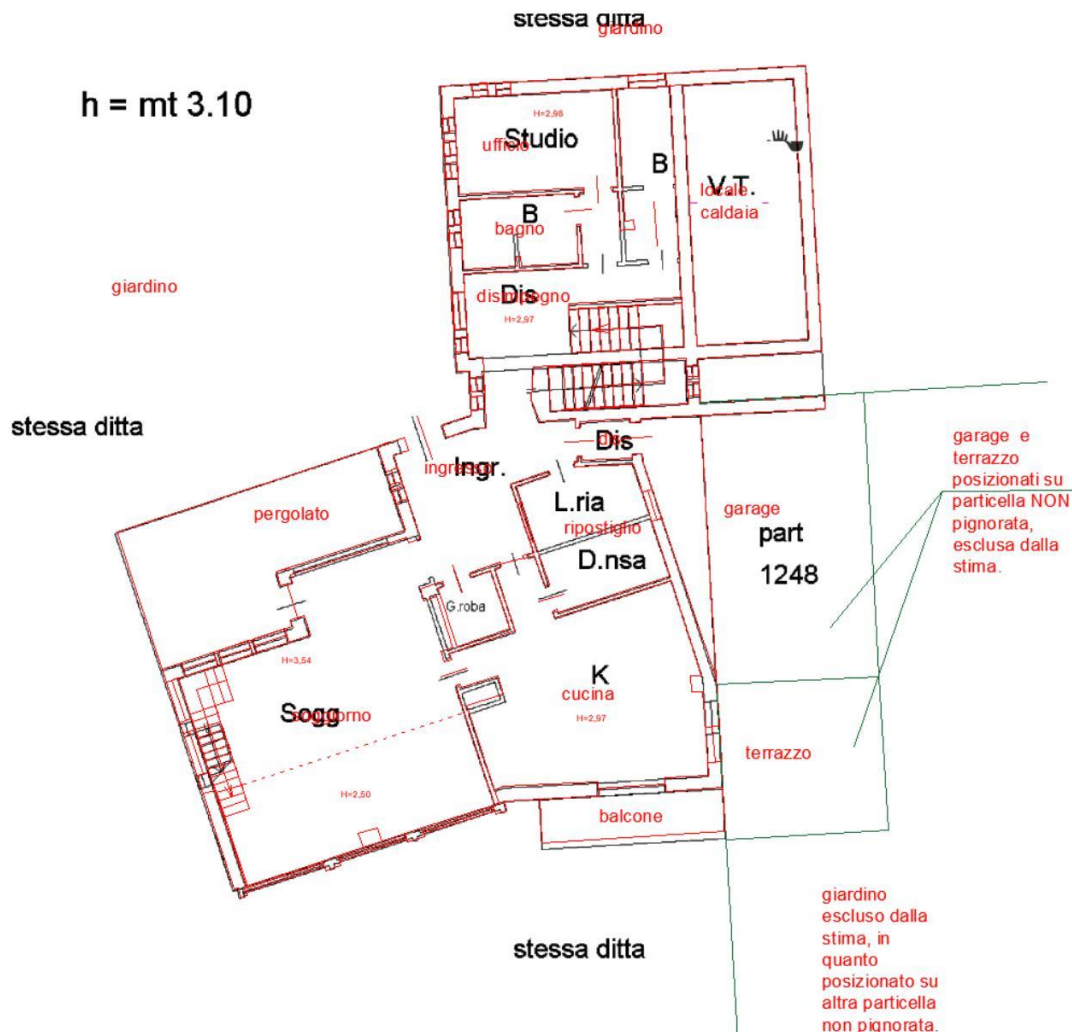 stessa ditta
giardino
h = mt 3.10
H=2,98
Studio
ufficio
B
V.T.
locale
caldaia
B
bagno
giardino
Dis
disimpegno
H=2,97
stessa ditta
Dis
dis
Ingr.
ingresso
garage e
terrazzo
posizionati su
particella NON
pignorata,
esclusa dalla
stima.
L.ria
ripostiglio
D.nsa
pergolato
garage
part
1248
G.roba
H=3,54
K
cucina
H=2,97
Sogg
soggiorno
terrazzo
H=2,50
balcone
giardino
escluso dalla
stima, in
quanto
posizionato su
altra particella
non pignorata.
stessa ditta